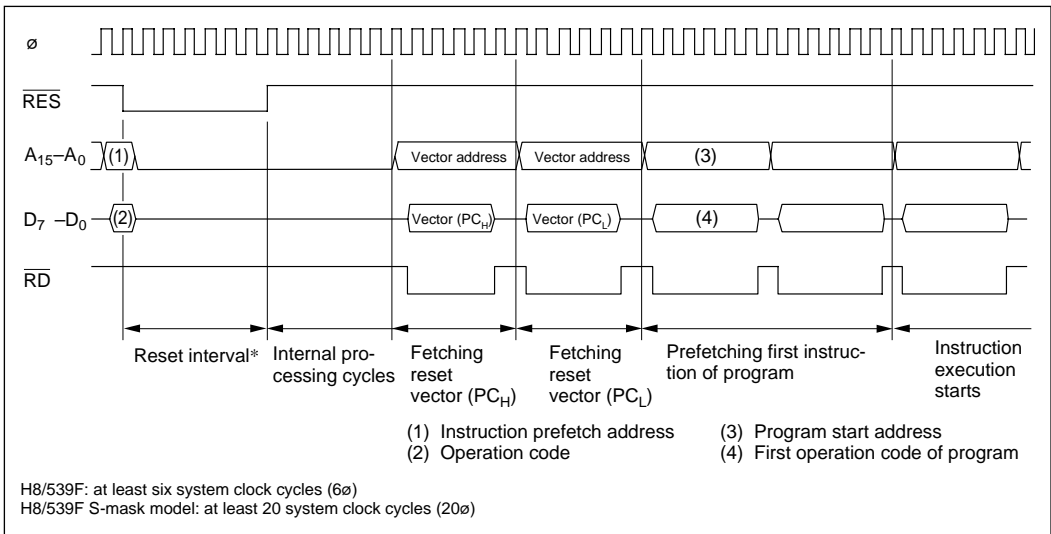 ø
RES
A15–A0 (1) Vector address Vector address (3)
D7 –D0 (2) Vector (PCH) Vector (PCL) (4)
RD
Reset interval* Internal pro- Fetching Fetching Prefetching first instruc- Instruction
cessing cycles reset reset tion of program execution
vector (PCH) vector (PCL) starts
(1) Instruction prefetch address (3) Program start address
(2) Operation code (4) First operation code of program
H8/539F: at least six system clock cycles (6ø)
H8/539F S-mask model: at least 20 system clock cycles (20ø)